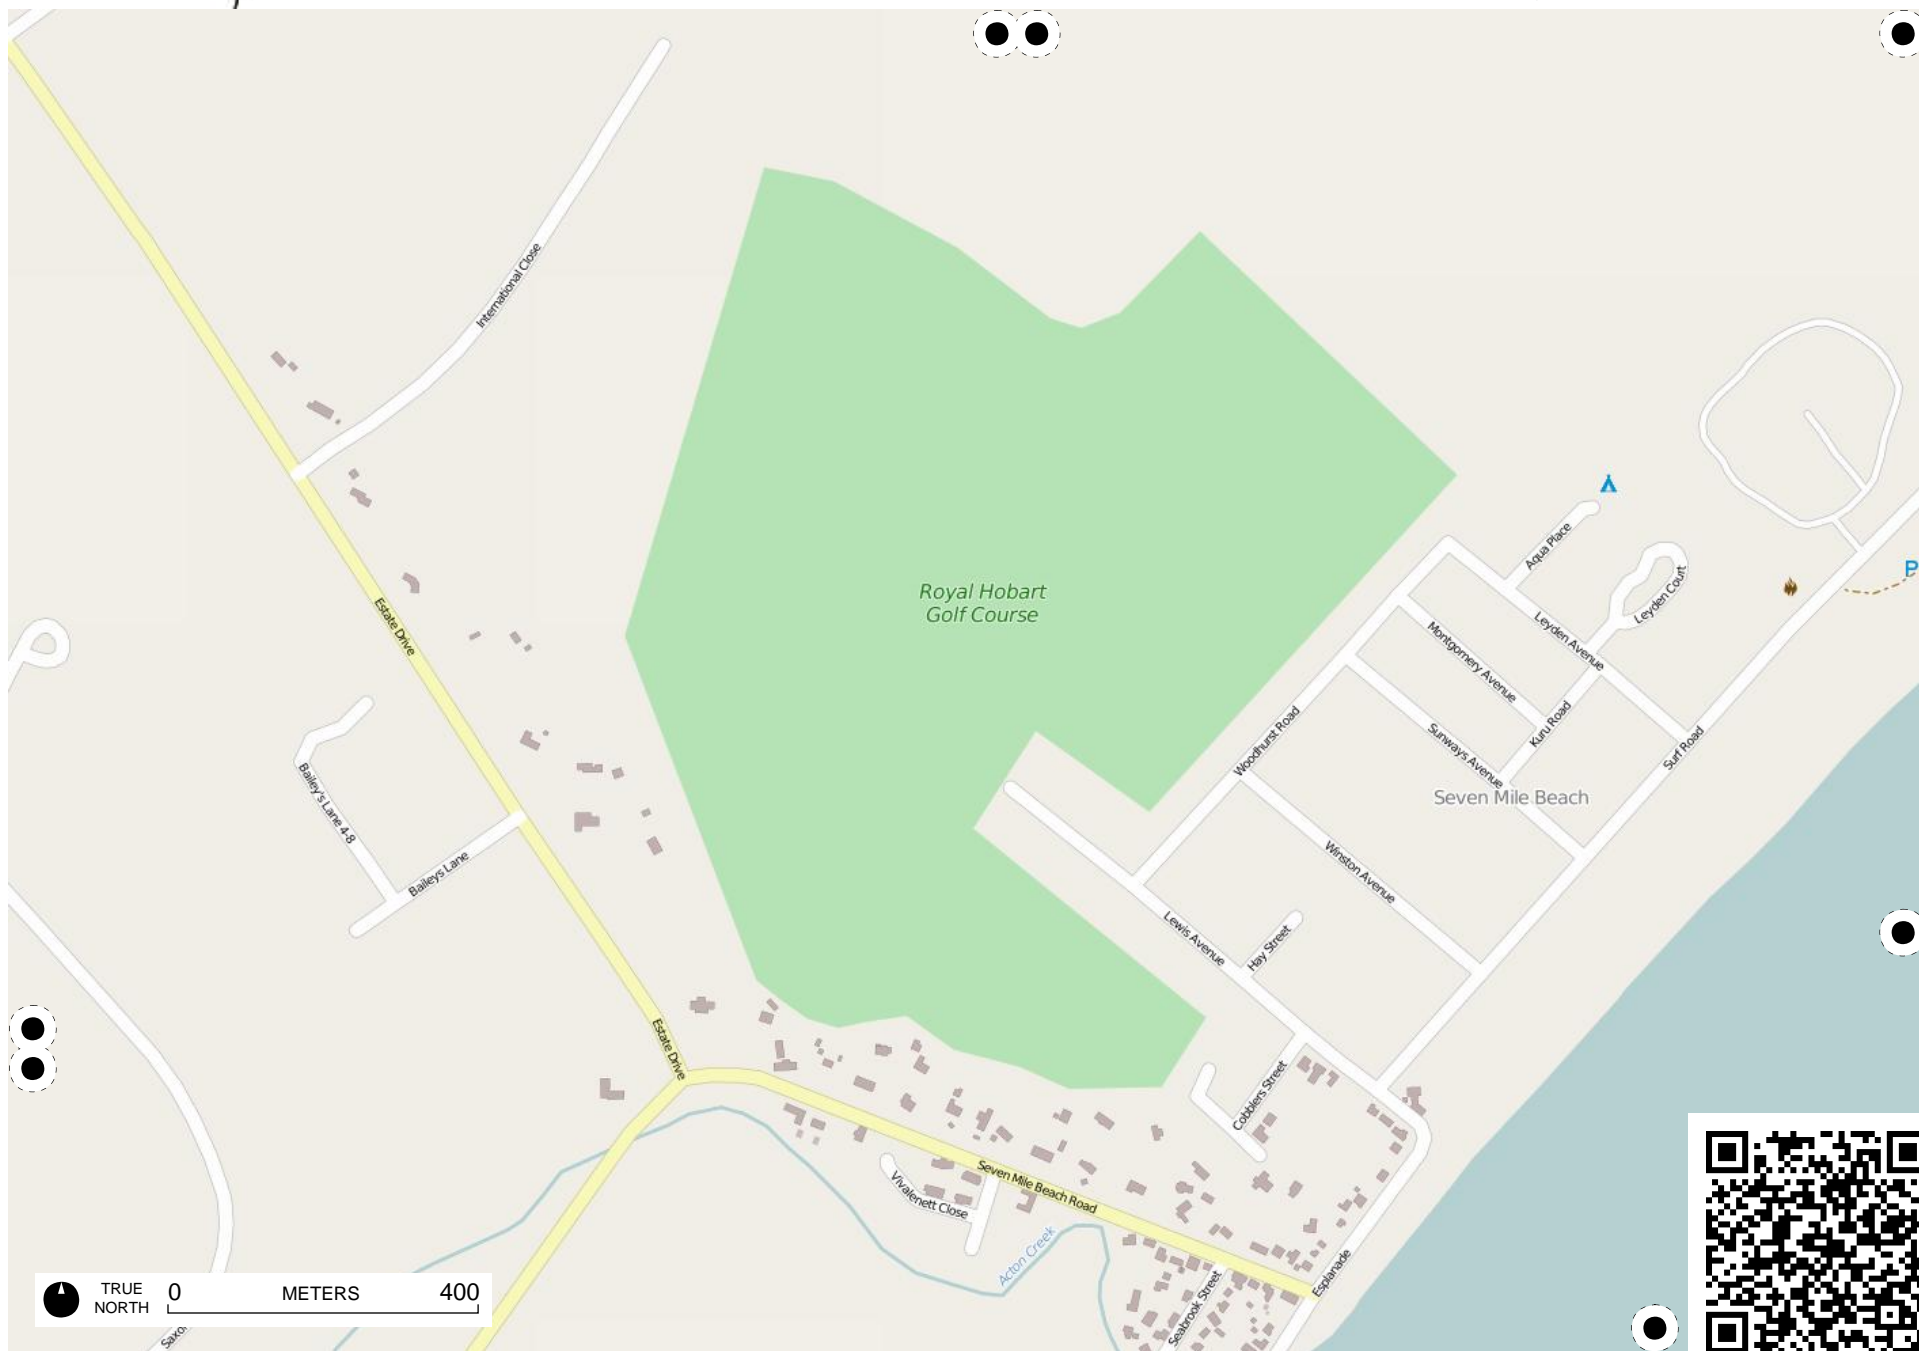 International Close
Estate Drive
Royal Hobart
Golf Course
Aqua Place
Leyden Court
Leyden Avenue
Montgomery Avenue
Kuru Road
Sunways Avenue
Woodhurst Road
Surf Road
P
Seven Mile Beach
Bailey's Lane 4-8
Baileys Lane
Winston Avenue
Lewis Avenue
Hay Street
Estate Drive
Cobblers Street
Seven Mile Beach Road
Vivalenett Close
Acton Creek
Esplanade
Seabrook Street
TRUE
NORTH
0 METERS 400